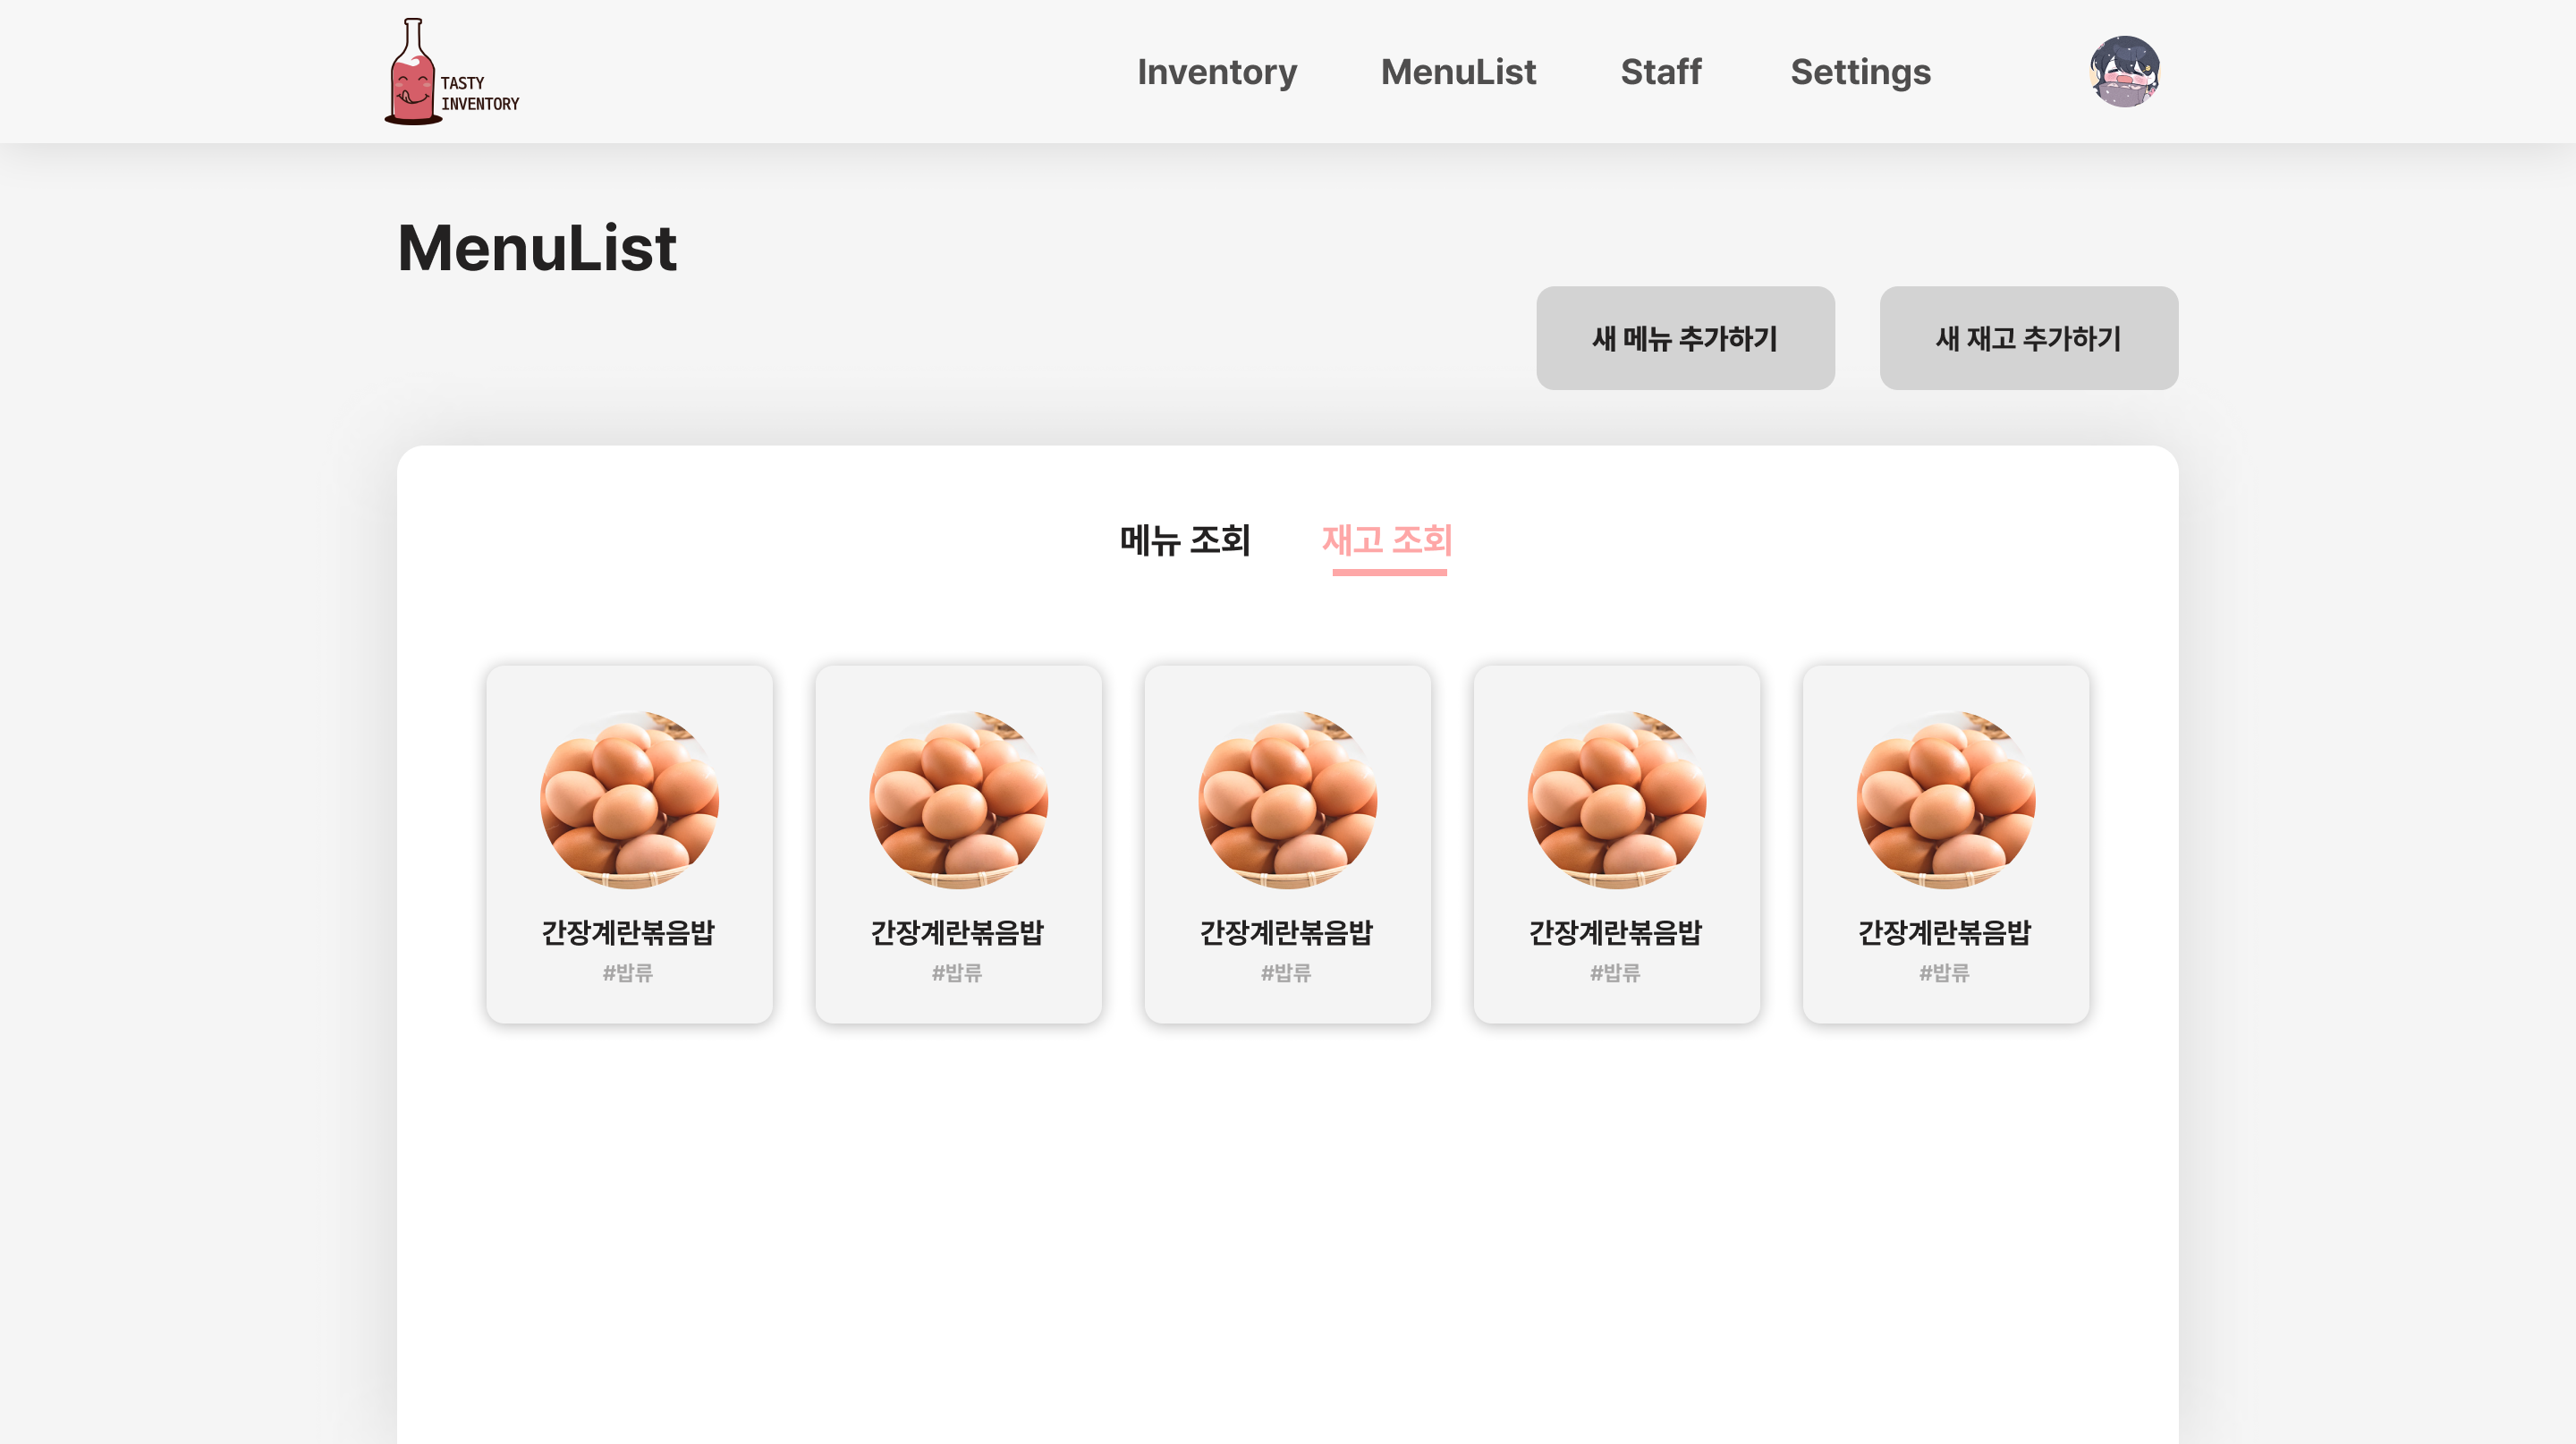 TASTY
INVENTORY
Inventory MenuList Staff Settings
MenuList
새 메뉴 추가하기 새 재고 추가하기
메뉴 조회 재고 조회
간장계란볶음밥 간장계란볶음밥 간장계란볶음밥 간장계란볶음밥 간장계란볶음밥
#밥류 #밥류 #밥류 #밥류 #밥류